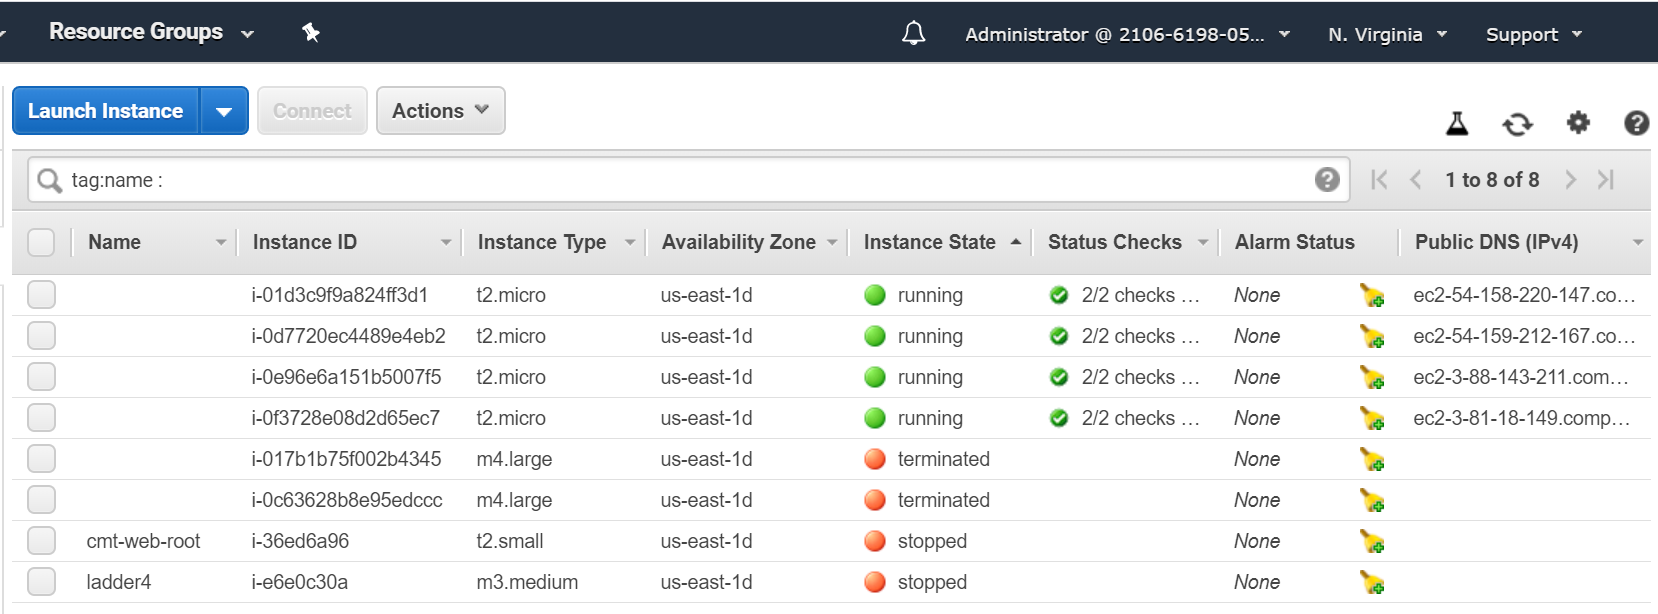 Resource Groups Administrator @ 2106-6198-05... N. Virginia Support
Launch Instance Connect Actions
tag:name : 1 to 8 of 8
Name Instance ID Instance Type Availability Zone Instance State Status Checks Alarm Status Public DNS (IPv4)
i-01d3c9f9a824ff3d1 t2.micro us-east-1d running 2/2 checks ... None ec2-54-158-220-147.co...
i-0d7720ec4489e4eb2 t2.micro us-east-1d running 2/2 checks ... None ec2-54-159-212-167.co...
i-0e96e6a151b5007f5 t2.micro us-east-1d running 2/2 checks ... None ec2-3-88-143-211.com...
i-0f3728e08d2d65ec7 t2.micro us-east-1d running 2/2 checks ... None ec2-3-81-18-149.comp...
i-017b1b75f002b4345 m4.large us-east-1d terminated None
i-0c63628b8e95edccc m4.large us-east-1d terminated None
cmt-web-root i-36ed6a96 t2.small us-east-1d stopped None
ladder4 i-e6e0c30a m3.medium us-east-1d stopped None